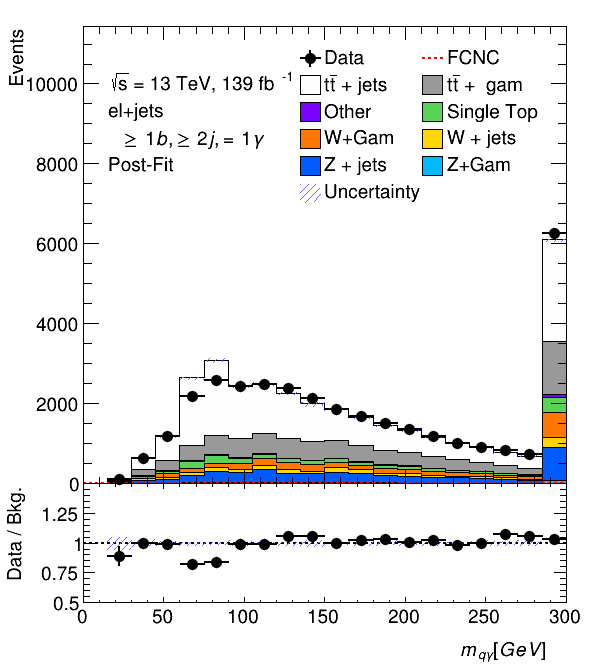 Events
10000
8000
6000
4000
2000
0
√s = 13 TeV, 139 fb⁻¹
el+jets
≥ 1b, ≥ 2j, = 1γ
Post-Fit
Data
FCNC
tt̄ + jets
tt̄ + gam
Other
Single Top
W+Gam
W + jets
Z + jets
Z+Gam
Uncertainty
Data / Bkg.
1.25
1
0.75
0.5
0 50 100 150 200 250 300
m_qγ[GeV]